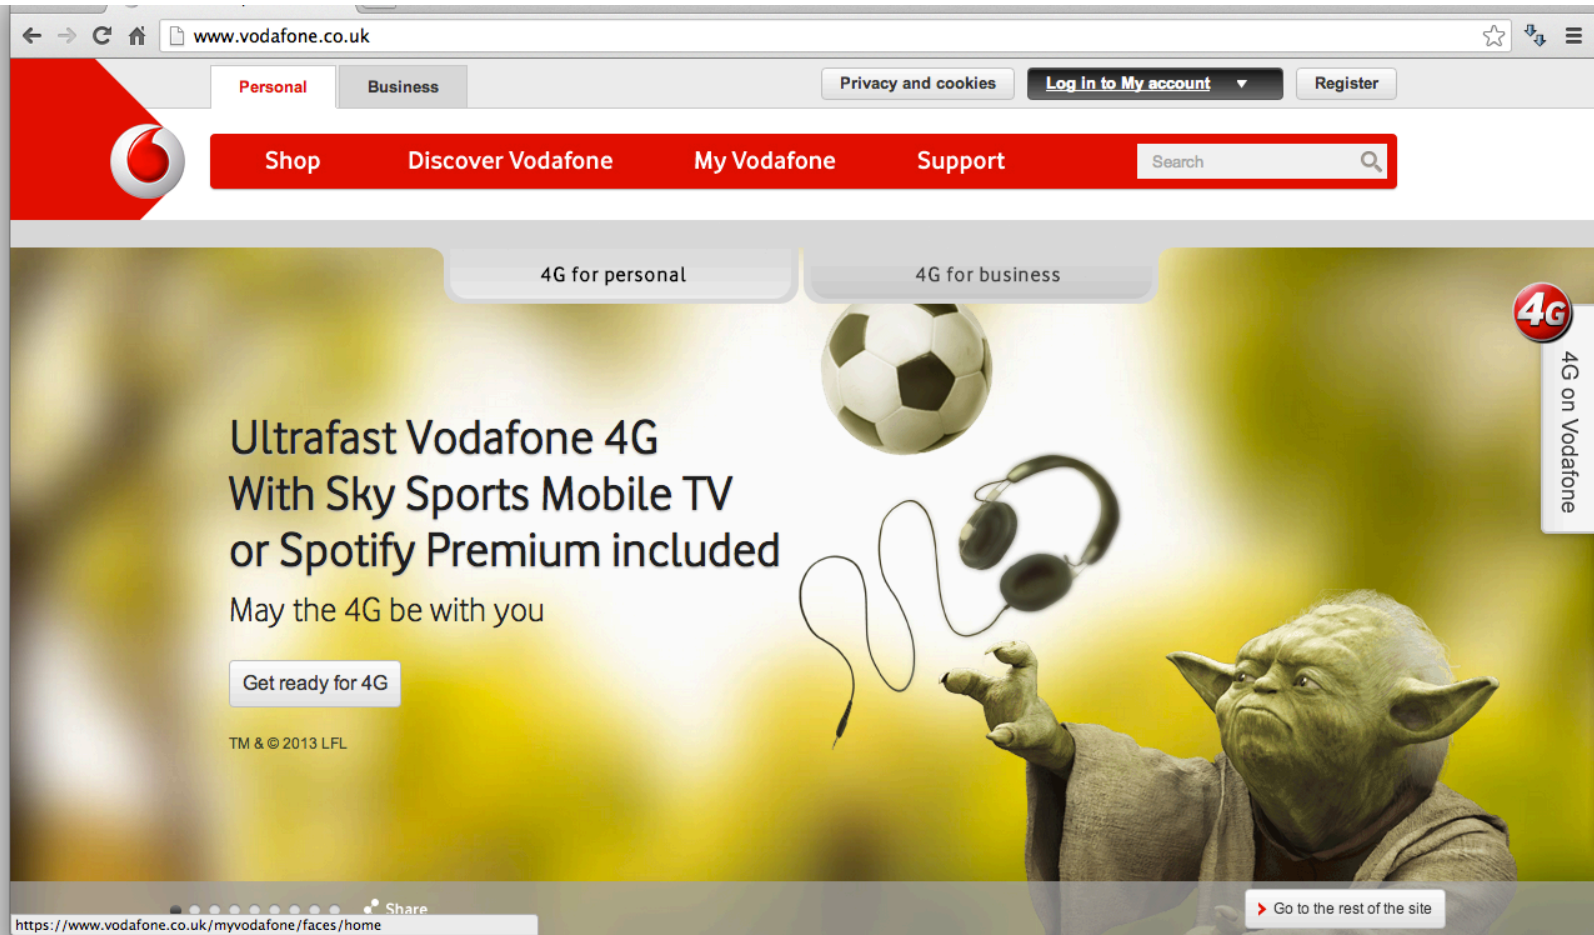 www.vodafone.co.uk
Personal
Business
Privacy and cookies
Log in to My account
Register
Shop
Discover Vodafone
My Vodafone
Support
Search
4G for personal
4G for business
4G
4G on Vodafone
Ultrafast Vodafone 4G
With Sky Sports Mobile TV
or Spotify Premium included
May the 4G be with you
Get ready for 4G
TM & © 2013 LFL
Share
Go to the rest of the site
https://www.vodafone.co.uk/myvodafone/faces/home